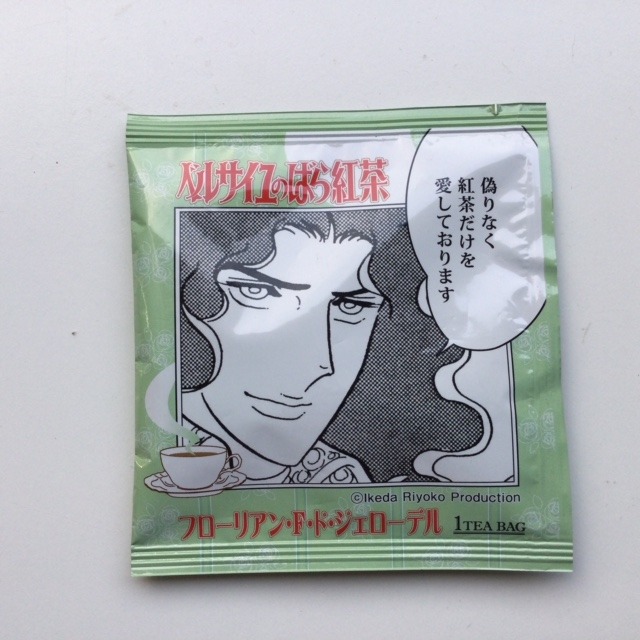 ベルサイユのばら紅茶
偽りなく
紅茶だけを
愛しております
©Ikeda Riyoko Production
フローリアン・F・ド・ジェローデル
1 TEA BAG